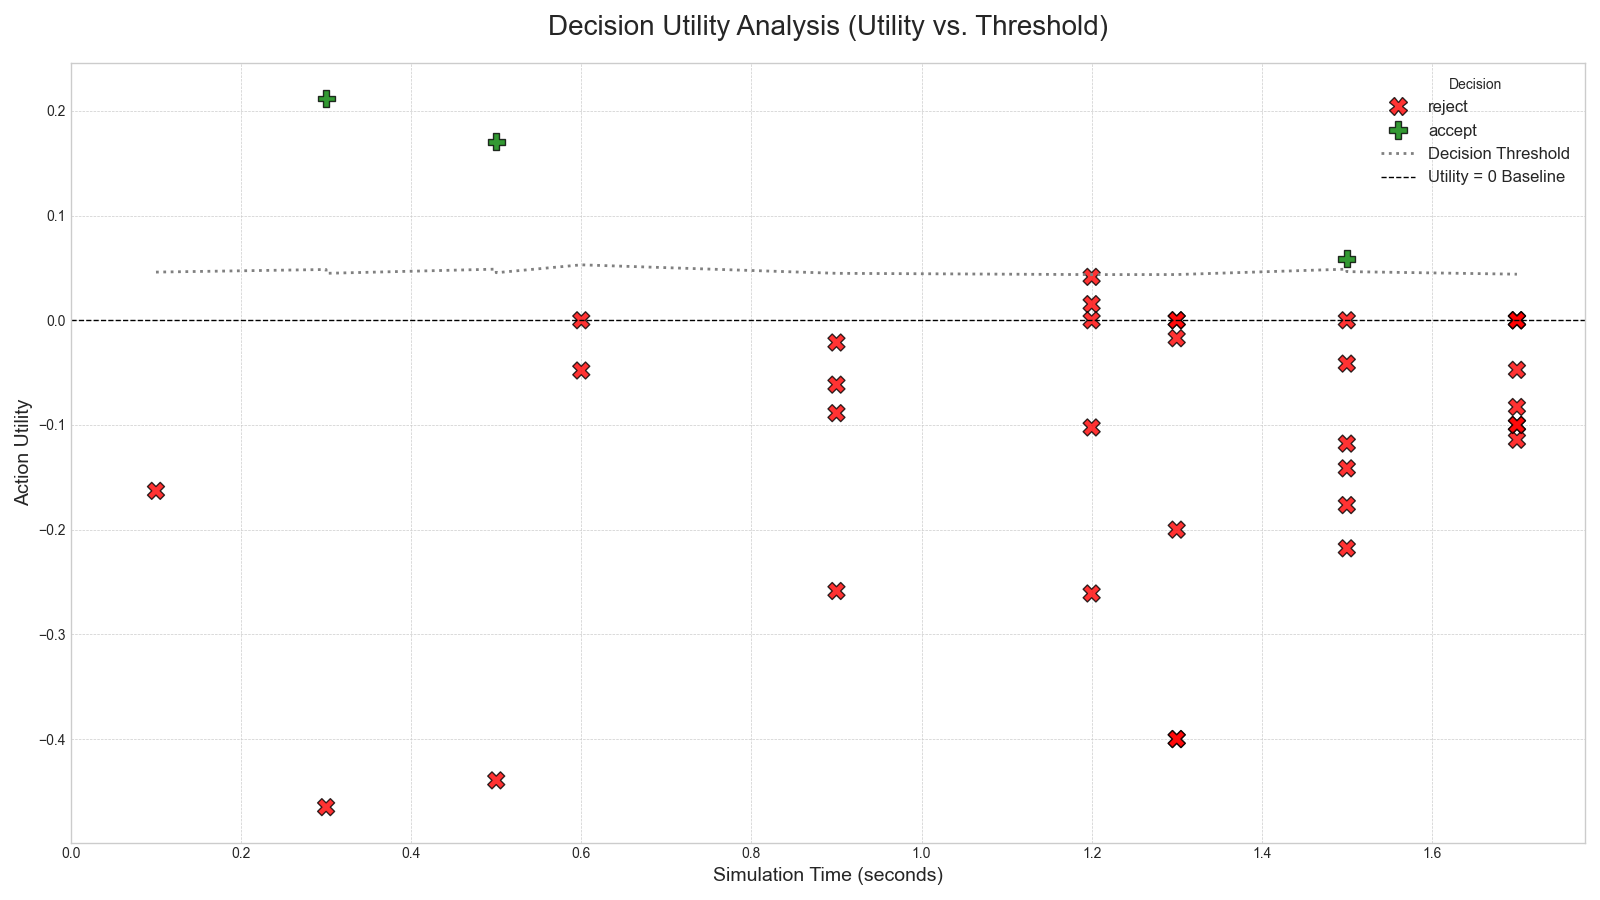 Decision Utility Analysis (Utility vs. Threshold)
Decision
reject
accept
Decision Threshold
Utility = 0 Baseline
Action Utility
0.2
0.1
0.0
−0.1
−0.2
−0.3
−0.4
0.0 0.2 0.4 0.6 0.8 1.0 1.2 1.4 1.6
Simulation Time (seconds)